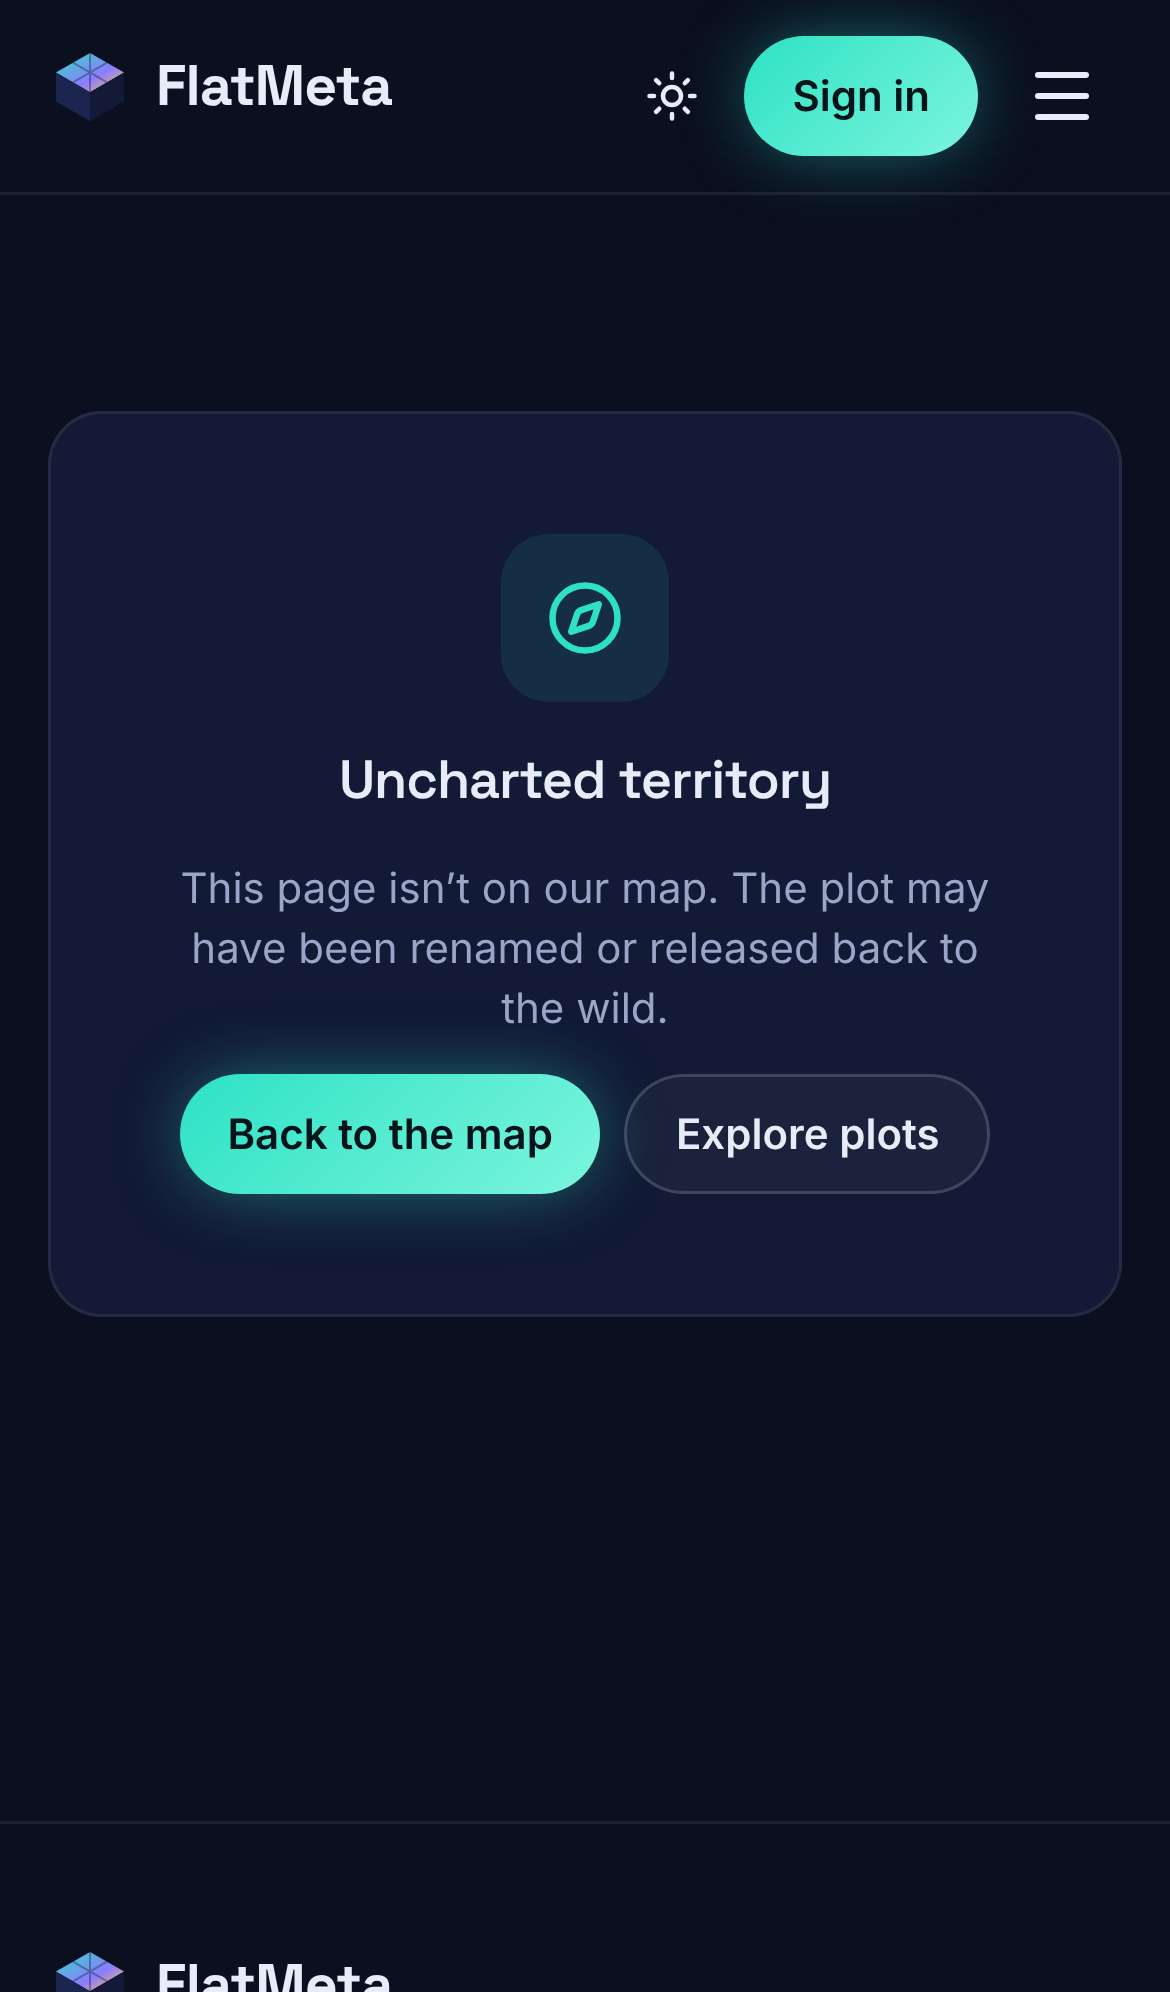 FlatMeta
Sign in
Uncharted territory
This page isn’t on our map. The plot may
have been renamed or released back to
the wild.
Back to the map
Explore plots
FlatMeta